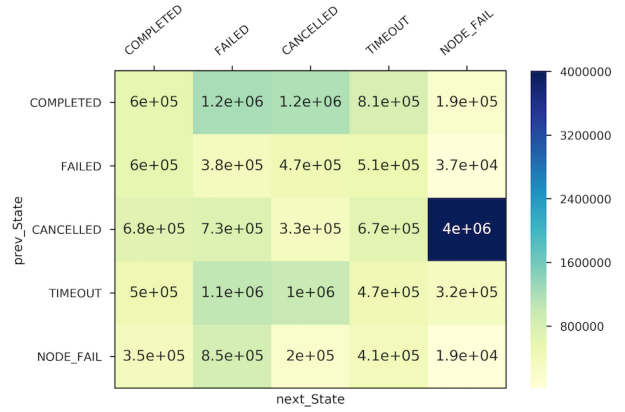 COMPLETED FAILED CANCELLED TIMEOUT NODE_FAIL
COMPLETED 6e+05 1.2e+06 1.2e+06 8.1e+05 1.9e+05
FAILED 6e+05 3.8e+05 4.7e+05 5.1e+05 3.7e+04
CANCELLED 6.8e+05 7.3e+05 3.3e+05 6.7e+05 4e+06
TIMEOUT 5e+05 1.1e+06 1e+06 4.7e+05 3.2e+05
NODE_FAIL 3.5e+05 8.5e+05 2e+05 4.1e+05 1.9e+04
prev_State
next_State
4000000
3200000
2400000
1600000
800000